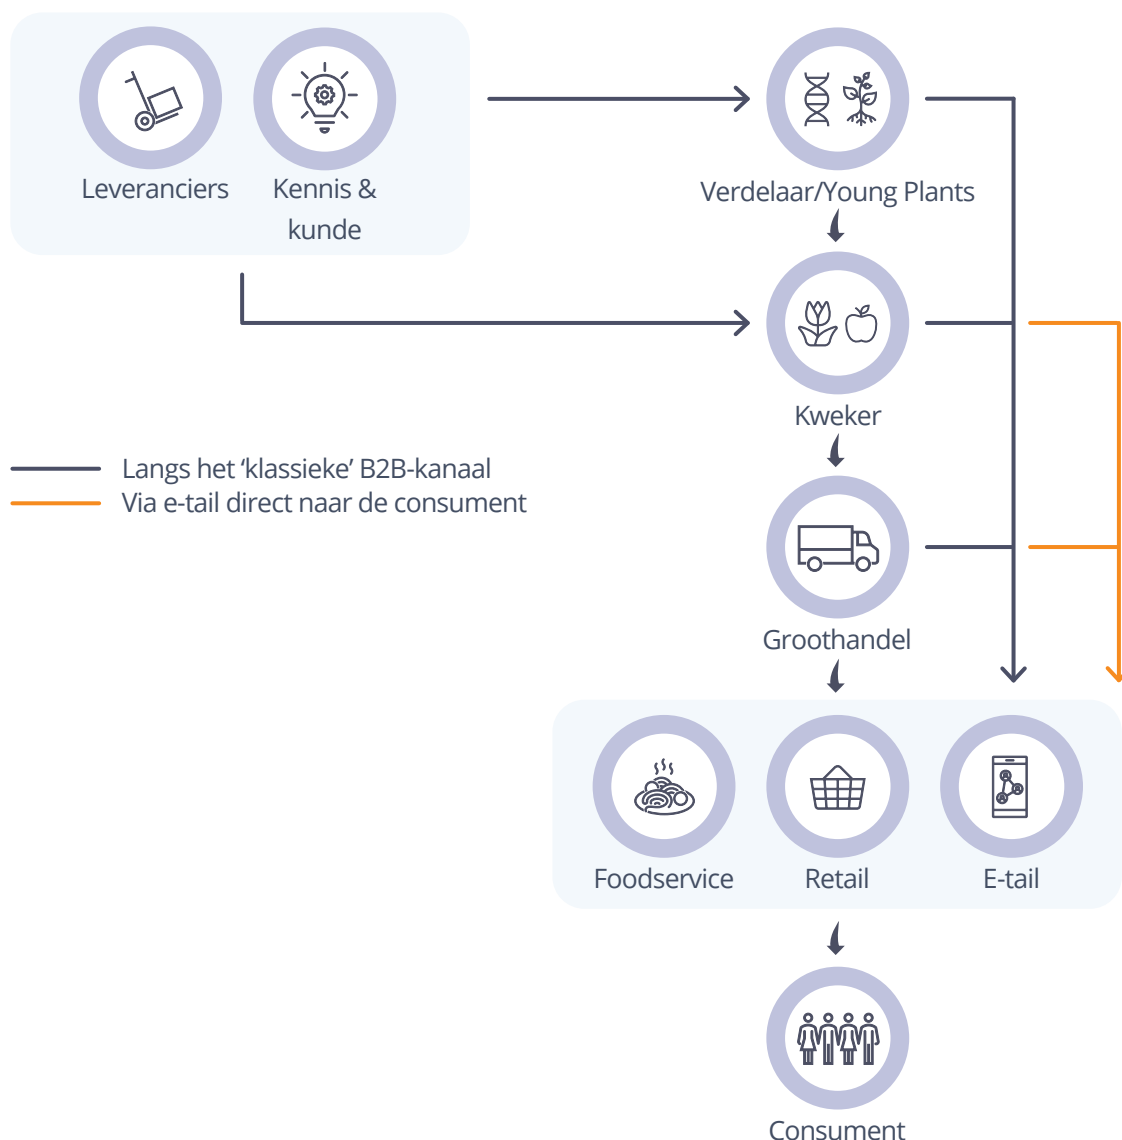 Leveranciers
Kennis &
kunde
Verdelaar/Young Plants
Kweker
Langs het ‘klassieke’ B2B-kanaal
Via e-tail direct naar de consument
Groothandel
Foodservice
Retail
E-tail
Consument